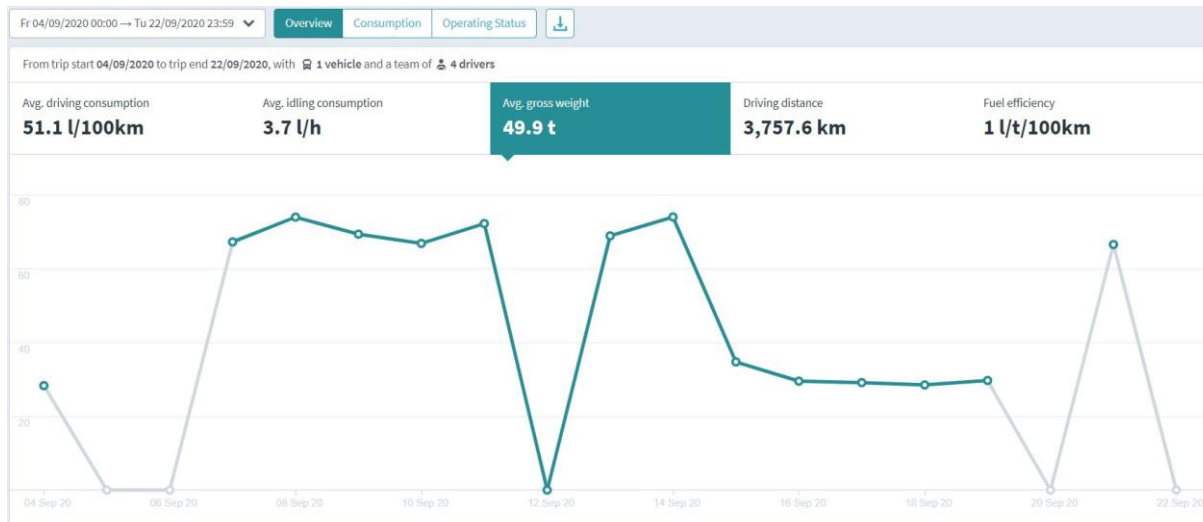 Fr 04/09/2020 00:00 → Tu 22/09/2020 23:59
Overview
Consumption
Operating Status
From trip start 04/09/2020 to trip end 22/09/2020, with 1 vehicle and a team of 4 drivers
Avg. driving consumption
51.1 l/100km
Avg. idling consumption
3.7 l/h
Avg. gross weight
49.9 t
Driving distance
3,757.6 km
Fuel efficiency
1 l/t/100km
80
60
40
20
04 Sep 20
06 Sep 20
08 Sep 20
10 Sep 20
12 Sep 20
14 Sep 20
16 Sep 20
18 Sep 20
20 Sep 20
22 Sep 20